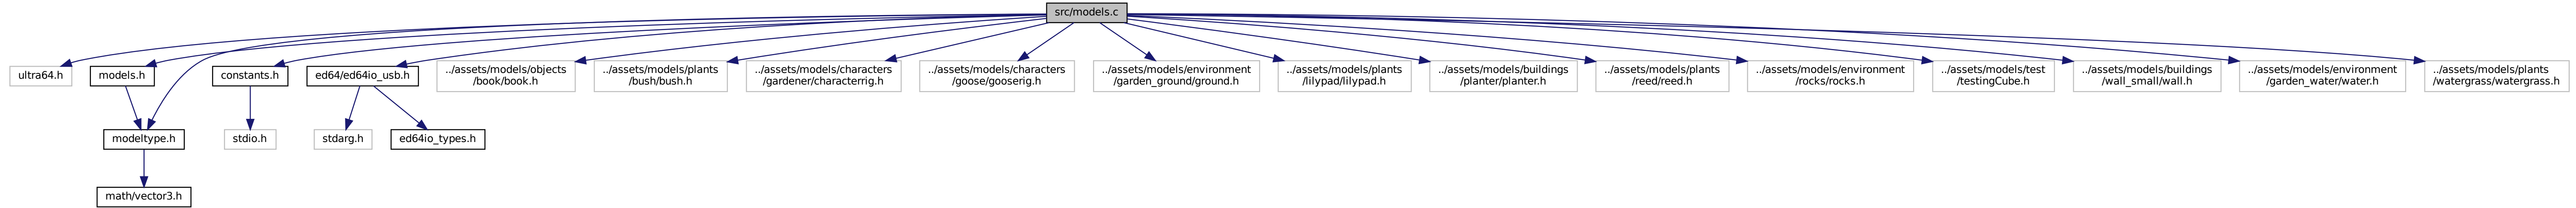 src/models.c
ultra64.h
models.h
constants.h
ed64/ed64io_usb.h
../assets/models/objects
/book/book.h
../assets/models/plants
/bush/bush.h
../assets/models/characters
/gardener/characterrig.h
../assets/models/characters
/goose/gooserig.h
../assets/models/environment
/garden_ground/ground.h
../assets/models/plants
/lilypad/lilypad.h
../assets/models/buildings
/planter/planter.h
../assets/models/plants
/reed/reed.h
../assets/models/environment
/rocks/rocks.h
../assets/models/test
/testingCube.h
../assets/models/buildings
/wall_small/wall.h
../assets/models/environment
/garden_water/water.h
../assets/models/plants
/watergrass/watergrass.h
modeltype.h
stdio.h
stdarg.h
ed64io_types.h
math/vector3.h